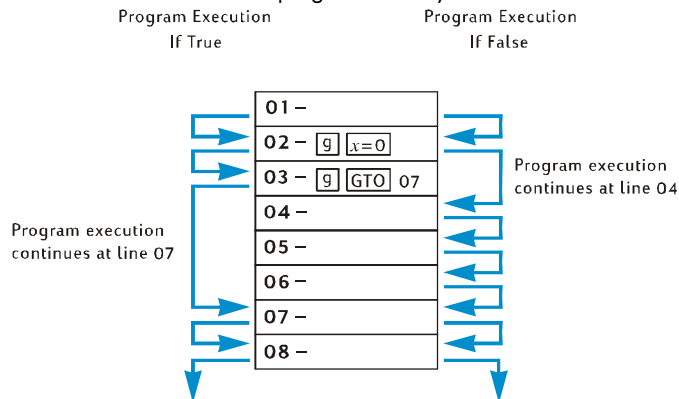 Program Execution
If True
Program Execution
If False
01 –
02 – g x=0
03 – g GTO 07
04 –
05 –
06 –
07 –
08 –
Program execution
continues at line 04
Program execution
continues at line 07